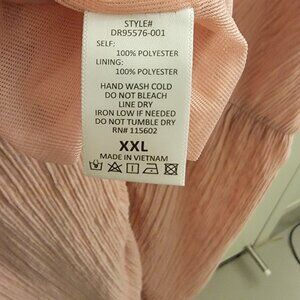 STYLE#
DR95576-001
SELF:
100% POLYESTER
LINING:
100% POLYESTER
HAND WASH COLD
DO NOT BLEACH
LINE DRY
IRON LOW IF NEEDED
DO NOT TUMBLE DRY
RN# 115602
XXL
MADE IN VIETNAM